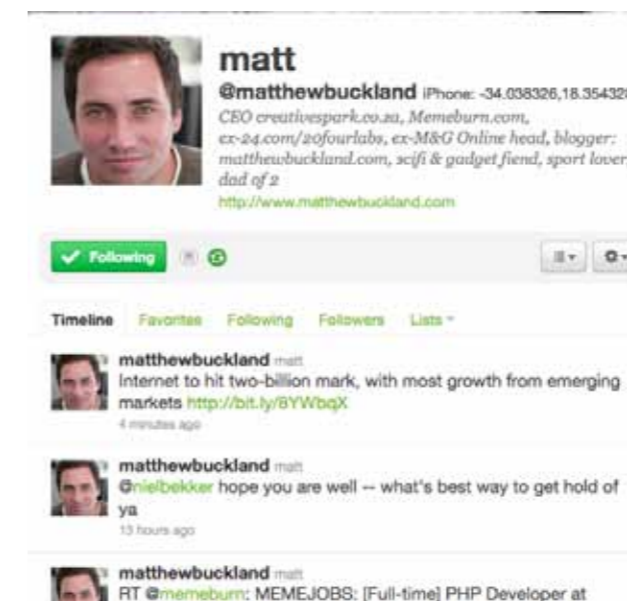 matt
@matthewbuckland iPhone: -34.038326,18.354328
CEO creativespark.co.za, Memeburn.com,
ex-24.com/20fourlabs, ex-M&G Online head, blogger:
matthewbuckland.com, scifi & gadget fiend, sport lover
dad of 2
http://www.matthewbuckland.com
Following
Timeline Favorites Following Followers Lists
matthewbuckland matt
Internet to hit two-billion mark, with most growth from emerging
markets http://bit.ly/8YWbqX
4 minutes ago
matthewbuckland matt
@nielbekker hope you are well -- what's best way to get hold of
ya
13 hours ago
matthewbuckland matt
RT @memeburn: MEMEJOBS: [Full-time] PHP Developer at